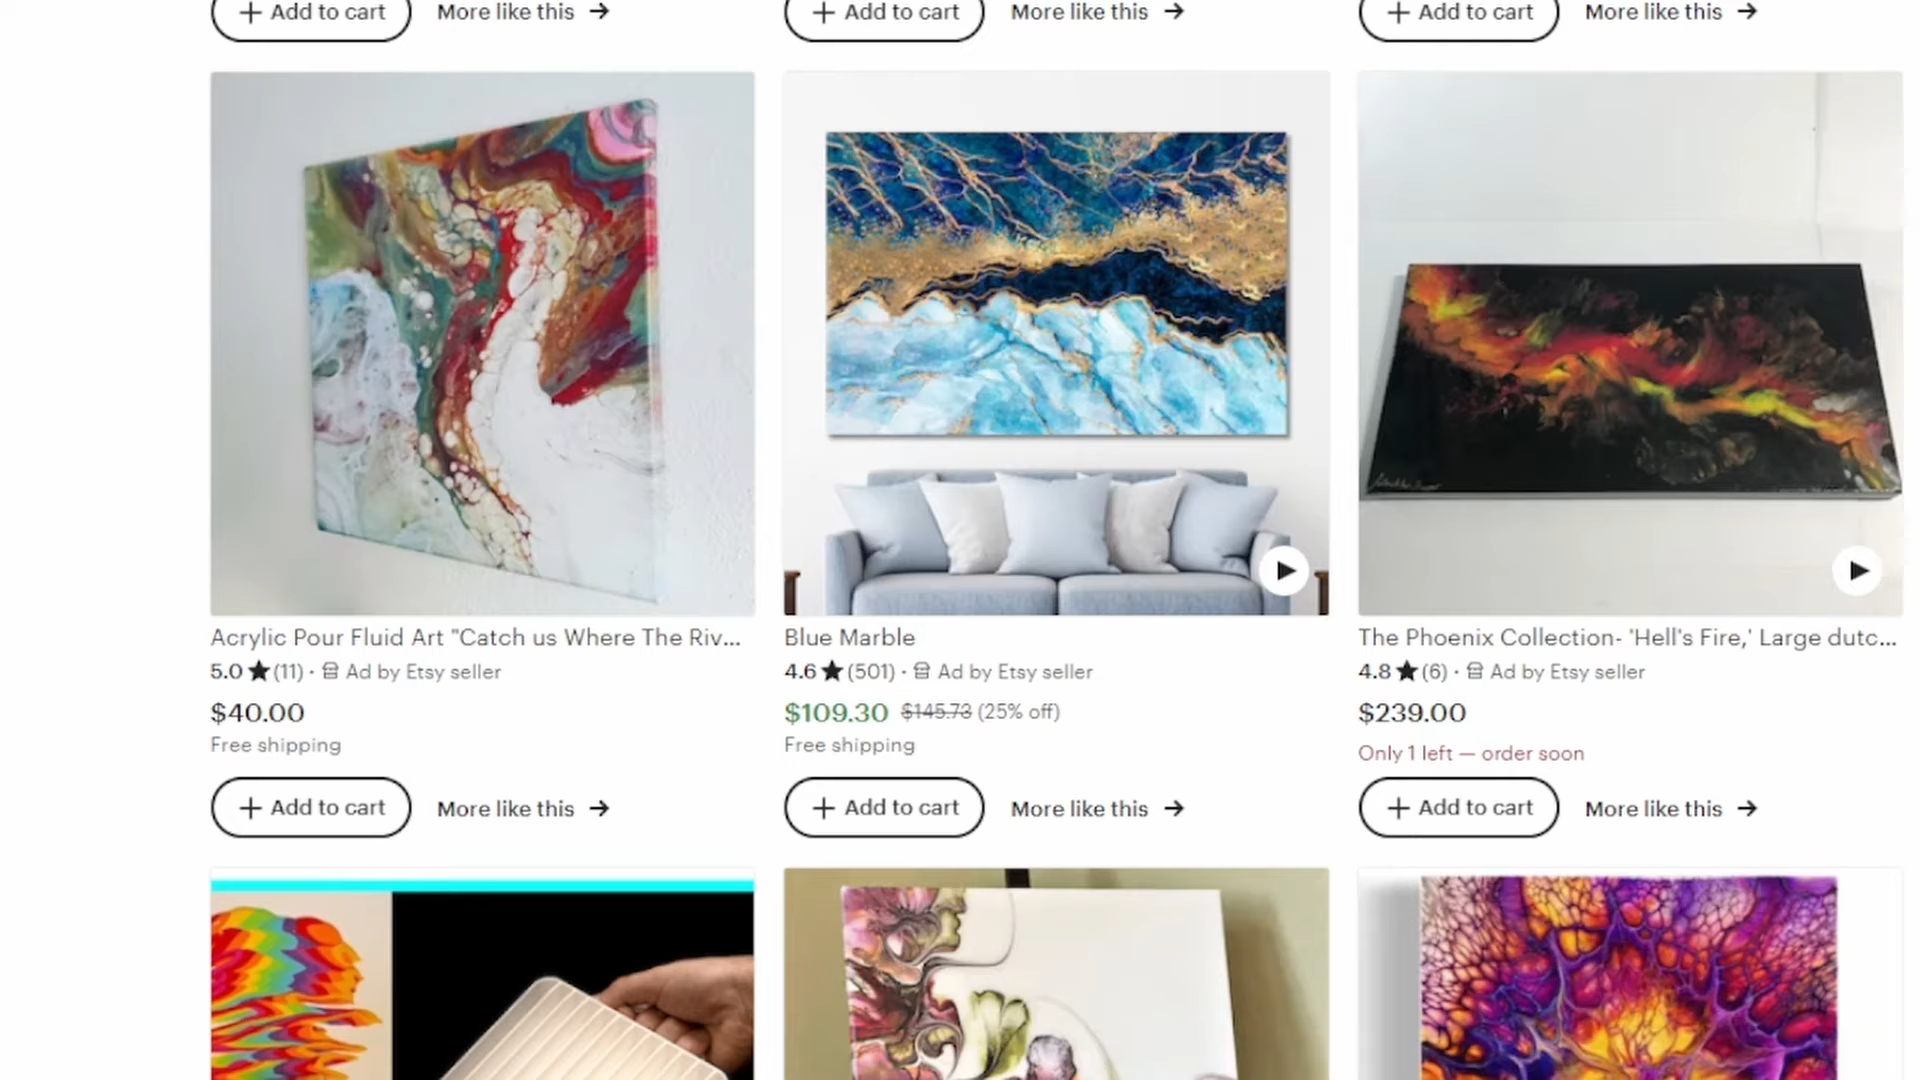 + Add to cart More like this →
+ Add to cart More like this →
+ Add to cart More like this →
Acrylic Pour Fluid Art "Catch us Where The Riv...
5.0 ★ (11) · Ad by Etsy seller
$40.00
Free shipping
+ Add to cart More like this →
Blue Marble
4.6 ★ (501) · Ad by Etsy seller
$109.30 $145.73 (25% off)
Free shipping
+ Add to cart More like this →
The Phoenix Collection- 'Hell's Fire,' Large dutc...
4.8 ★ (6) · Ad by Etsy seller
$239.00
Only 1 left — order soon
+ Add to cart More like this →